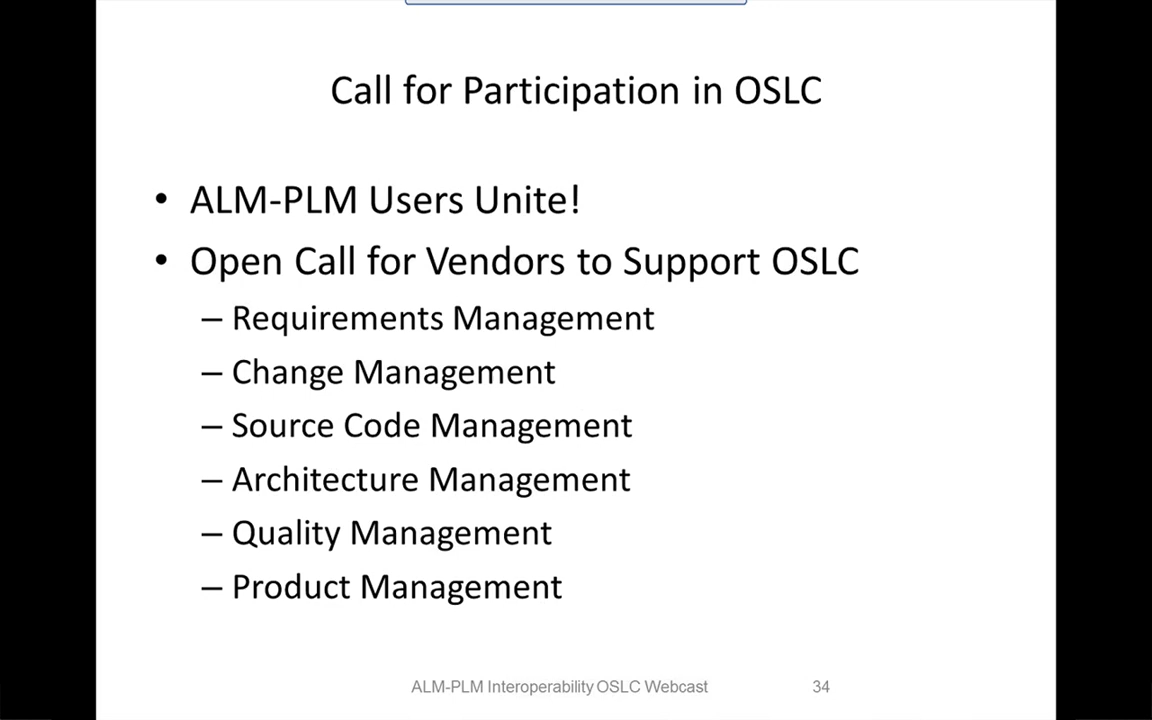 Call for Participation in OSLC
• ALM-PLM Users Unite!
• Open Call for Vendors to Support OSLC
– Requirements Management
– Change Management
– Source Code Management
– Architecture Management
– Quality Management
– Product Management
ALM-PLM Interoperability OSLC Webcast 34